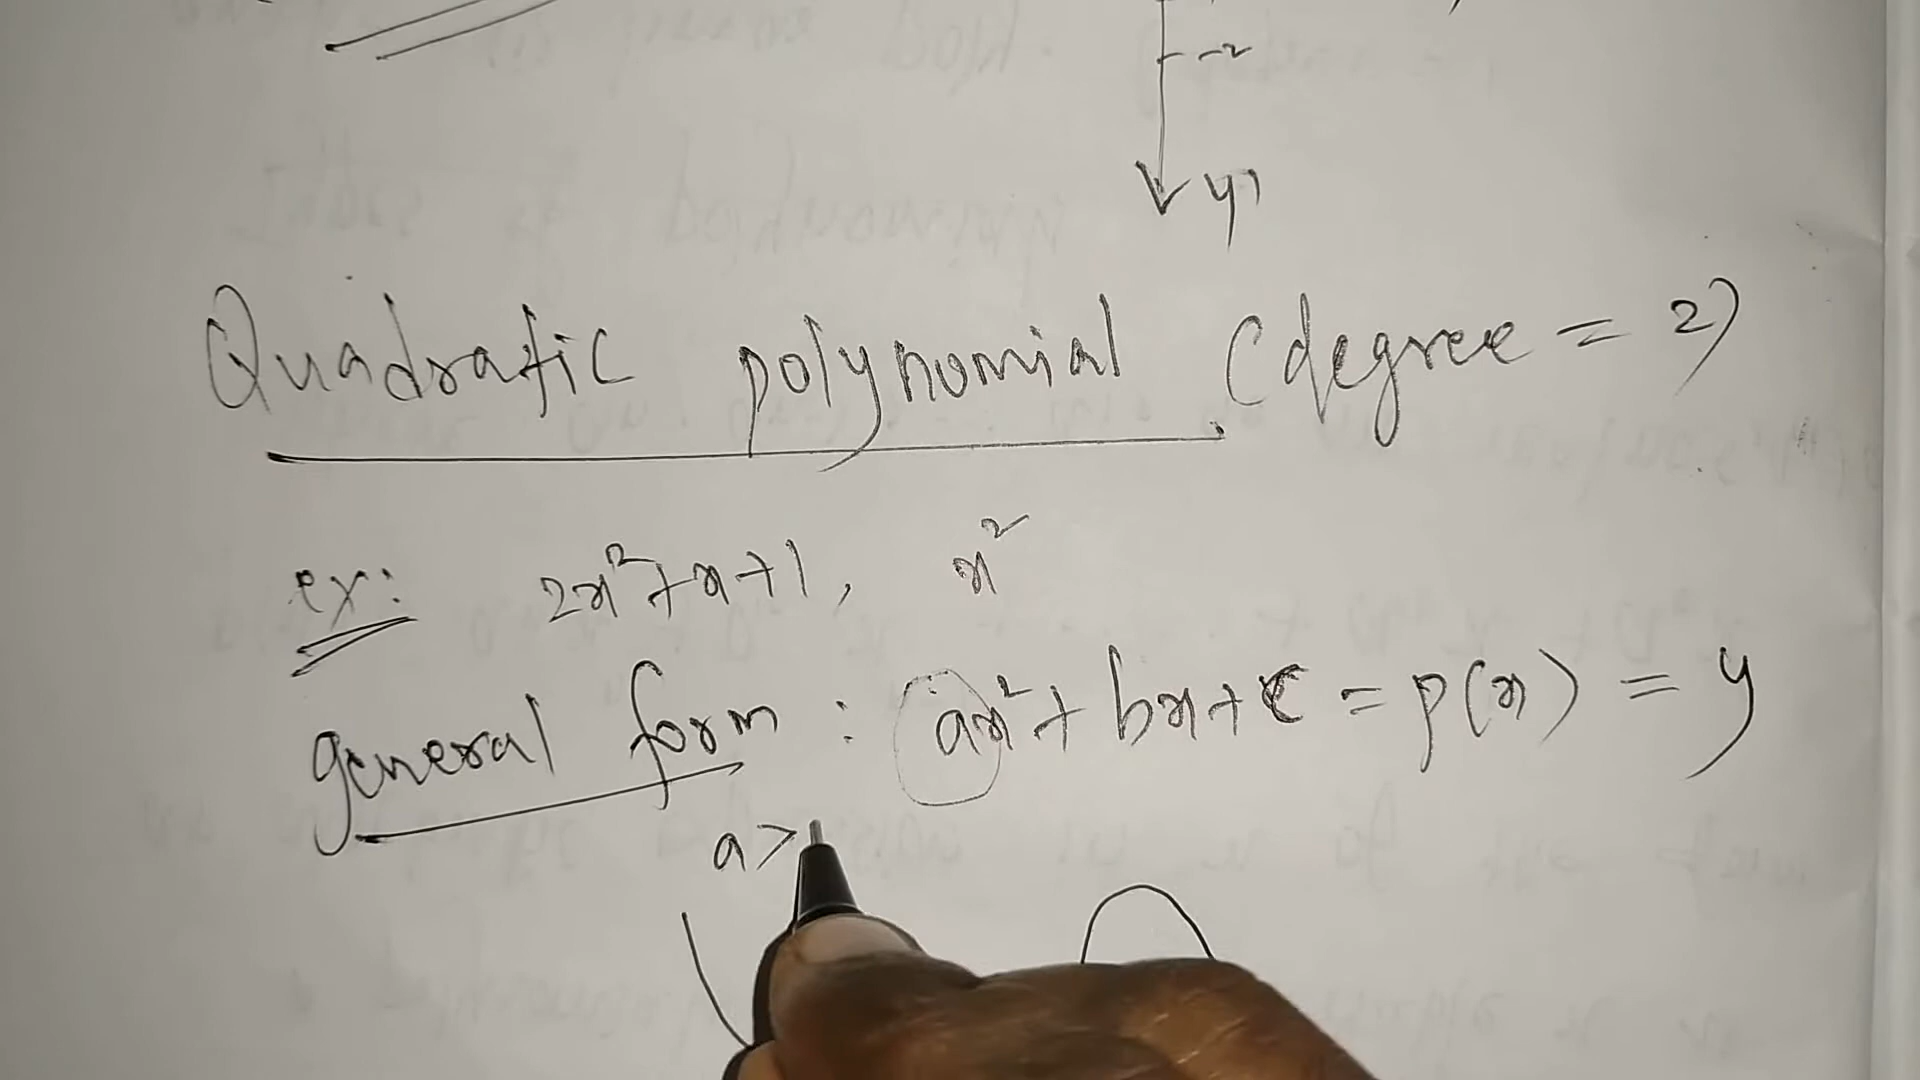 -2
y'
Quadratic polynomial (degree = 2)
ex: 2x²+x+1, x²
general form : ax²+bx+c = p(x) = y
a>